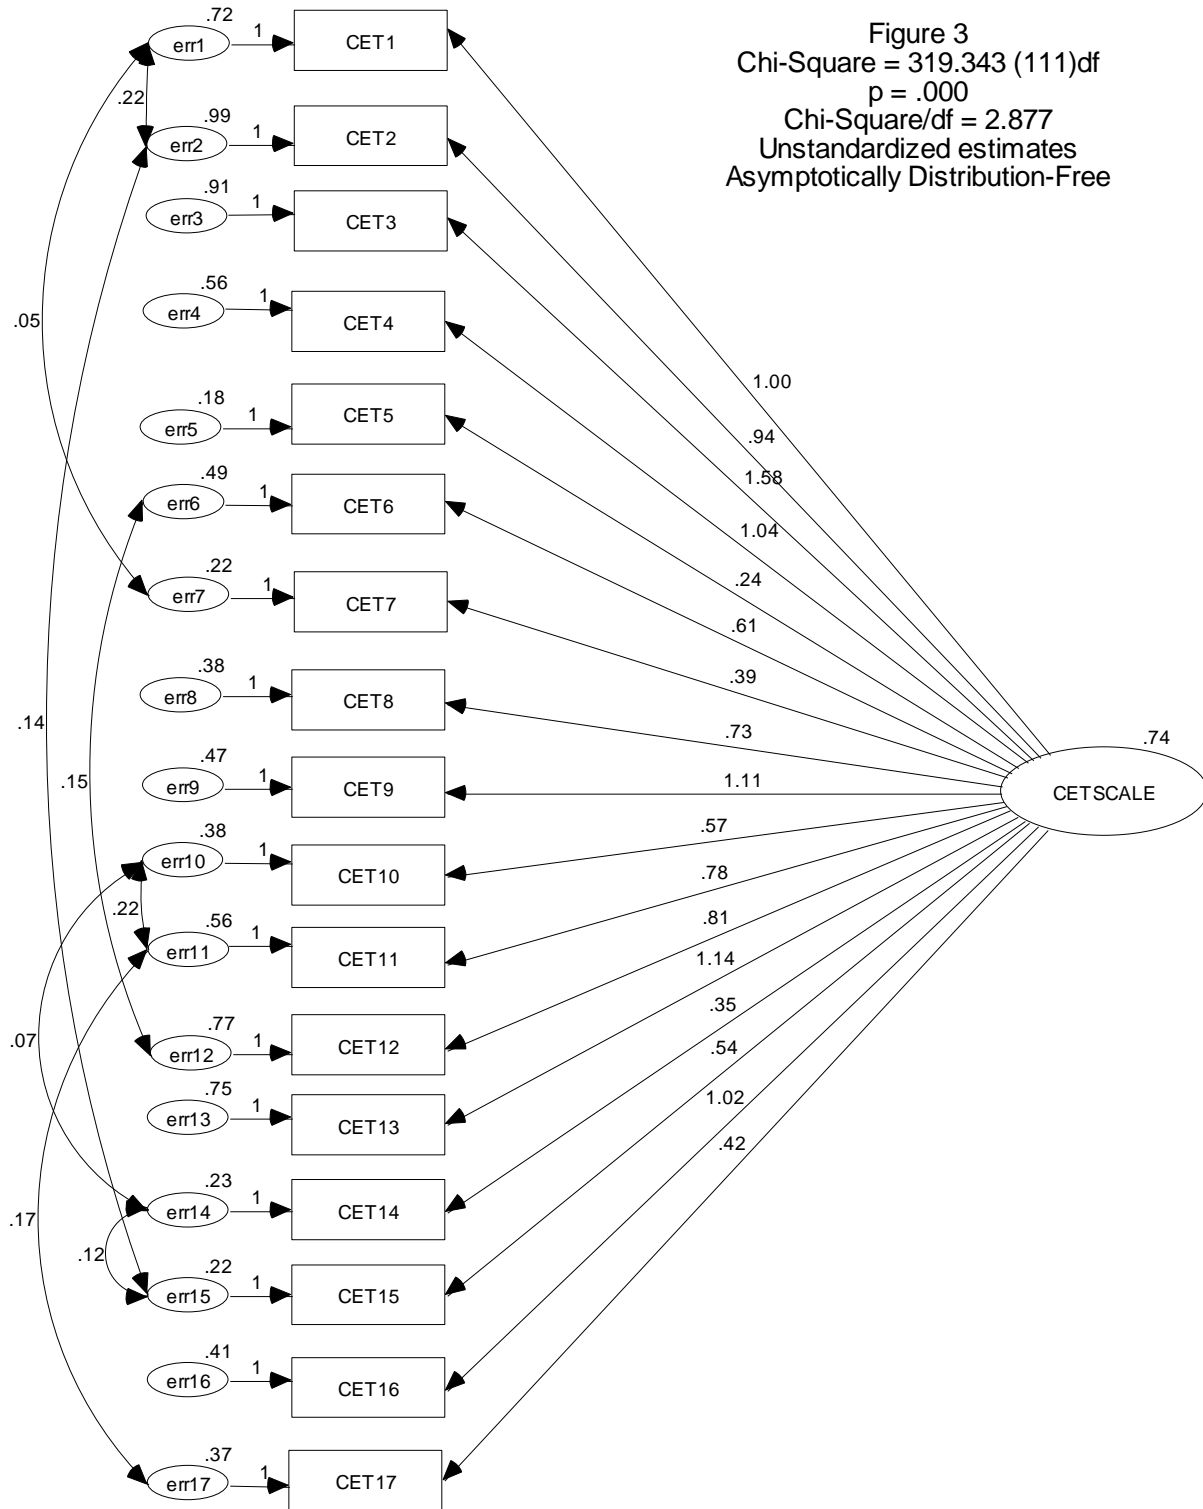 Figure 3
Chi-Square = 319.343 (111)df
p = .000
Chi-Square/df = 2.877
Unstandardized estimates
Asymptotically Distribution-Free
.72
err1
1
CET1
.22
.99
err2
1
CET2
.91
err3
1
CET3
.56
err4
1
CET4
.05
.18
err5
1
CET5
.49
err6
1
CET6
.22
err7
1
CET7
.38
err8
1
CET8
.14
.15
.47
err9
1
CET9
.38
err10
1
CET10
.22
.56
err11
1
CET11
.07
.77
err12
1
CET12
.75
err13
1
CET13
.23
err14
1
CET14
.17
.12
.22
err15
1
CET15
.41
err16
1
CET16
.37
err17
1
CET17
1.00
.94
1.58
1.04
.24
.61
.39
.73
1.11
.57
.78
.81
1.14
.35
.54
1.02
.42
.74
CETSCALE